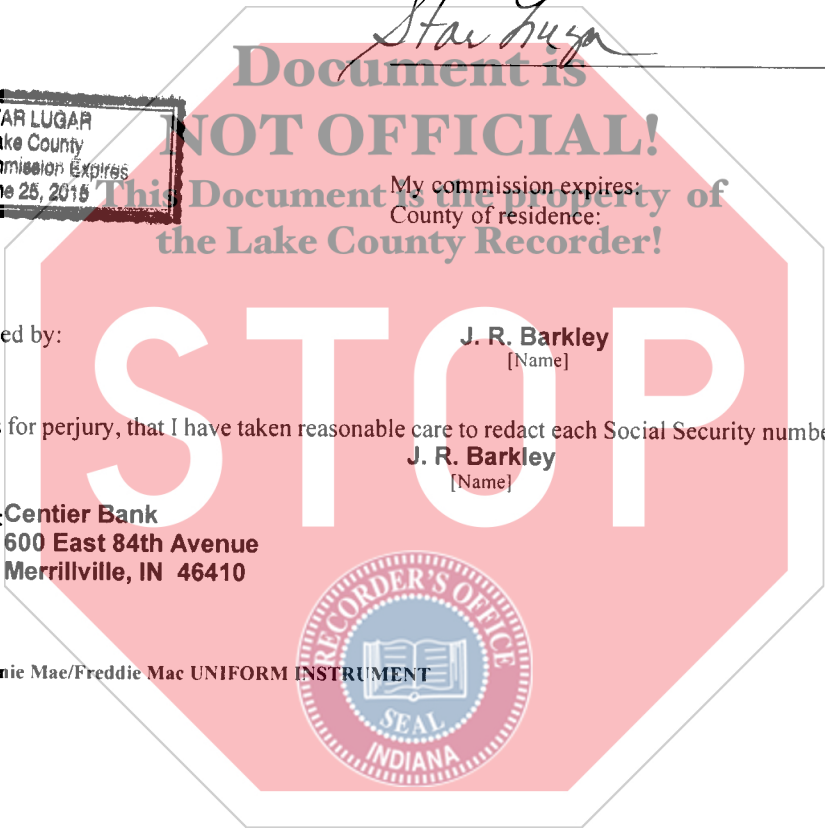 Star Lugar
Document is
AR LUGAR
ake County
mmission Expires
e 25, 2015
NOT OFFICIAL!
This Document is the property of
the Lake County Recorder!
My commission expires:
County of residence:
STOP
ed by:
J. R. Barkley
[Name]
s for perjury, that I have taken reasonable care to redact each Social Security numbe
J. R. Barkley
[Name]
:Centier Bank
600 East 84th Avenue
Merrillville, IN 46410
nie Mae/Freddie Mac UNIFORM INSTRUMENT
RECORDER'S OFFICE
SEAL
INDIANA